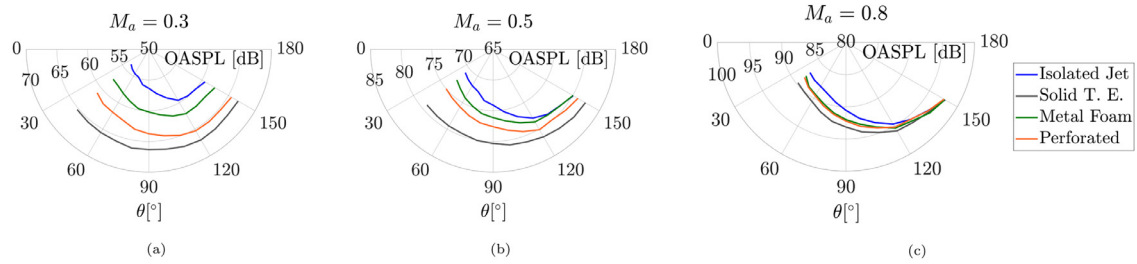 M_a = 0.3
0 55 50 OASPL [dB] 180
70 65 60
30 150
60 120
90
θ[°]
(a)
M_a = 0.5
0 70 65 OASPL [dB] 180
85 80 75
30 150
60 120
90
θ[°]
(b)
M_a = 0.8
0 85 80 OASPL [dB] 180
100 95 90
30 150
60 120
90
θ[°]
(c)
Isolated Jet
Solid T. E.
Metal Foam
Perforated